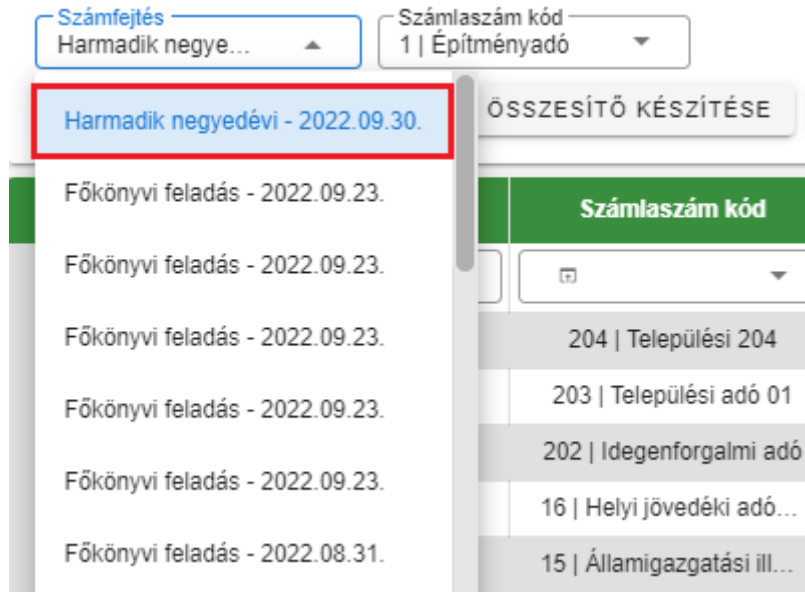 Számfejtés
Harmadik negye...
Számlaszám kód
1 | Építményadó
Harmadik negyedévi - 2022.09.30.
ÖSSZESÍTŐ KÉSZÍTÉSE
Főkönyvi feladás - 2022.09.23.
Számlaszám kód
Főkönyvi feladás - 2022.09.23.
Főkönyvi feladás - 2022.09.23.
204 | Települési 204
Főkönyvi feladás - 2022.09.23.
203 | Települési adó 01
202 | Idegenforgalmi adó
Főkönyvi feladás - 2022.09.23.
16 | Helyi jövedéki adó...
Főkönyvi feladás - 2022.08.31.
15 | Államigazgatási ill...